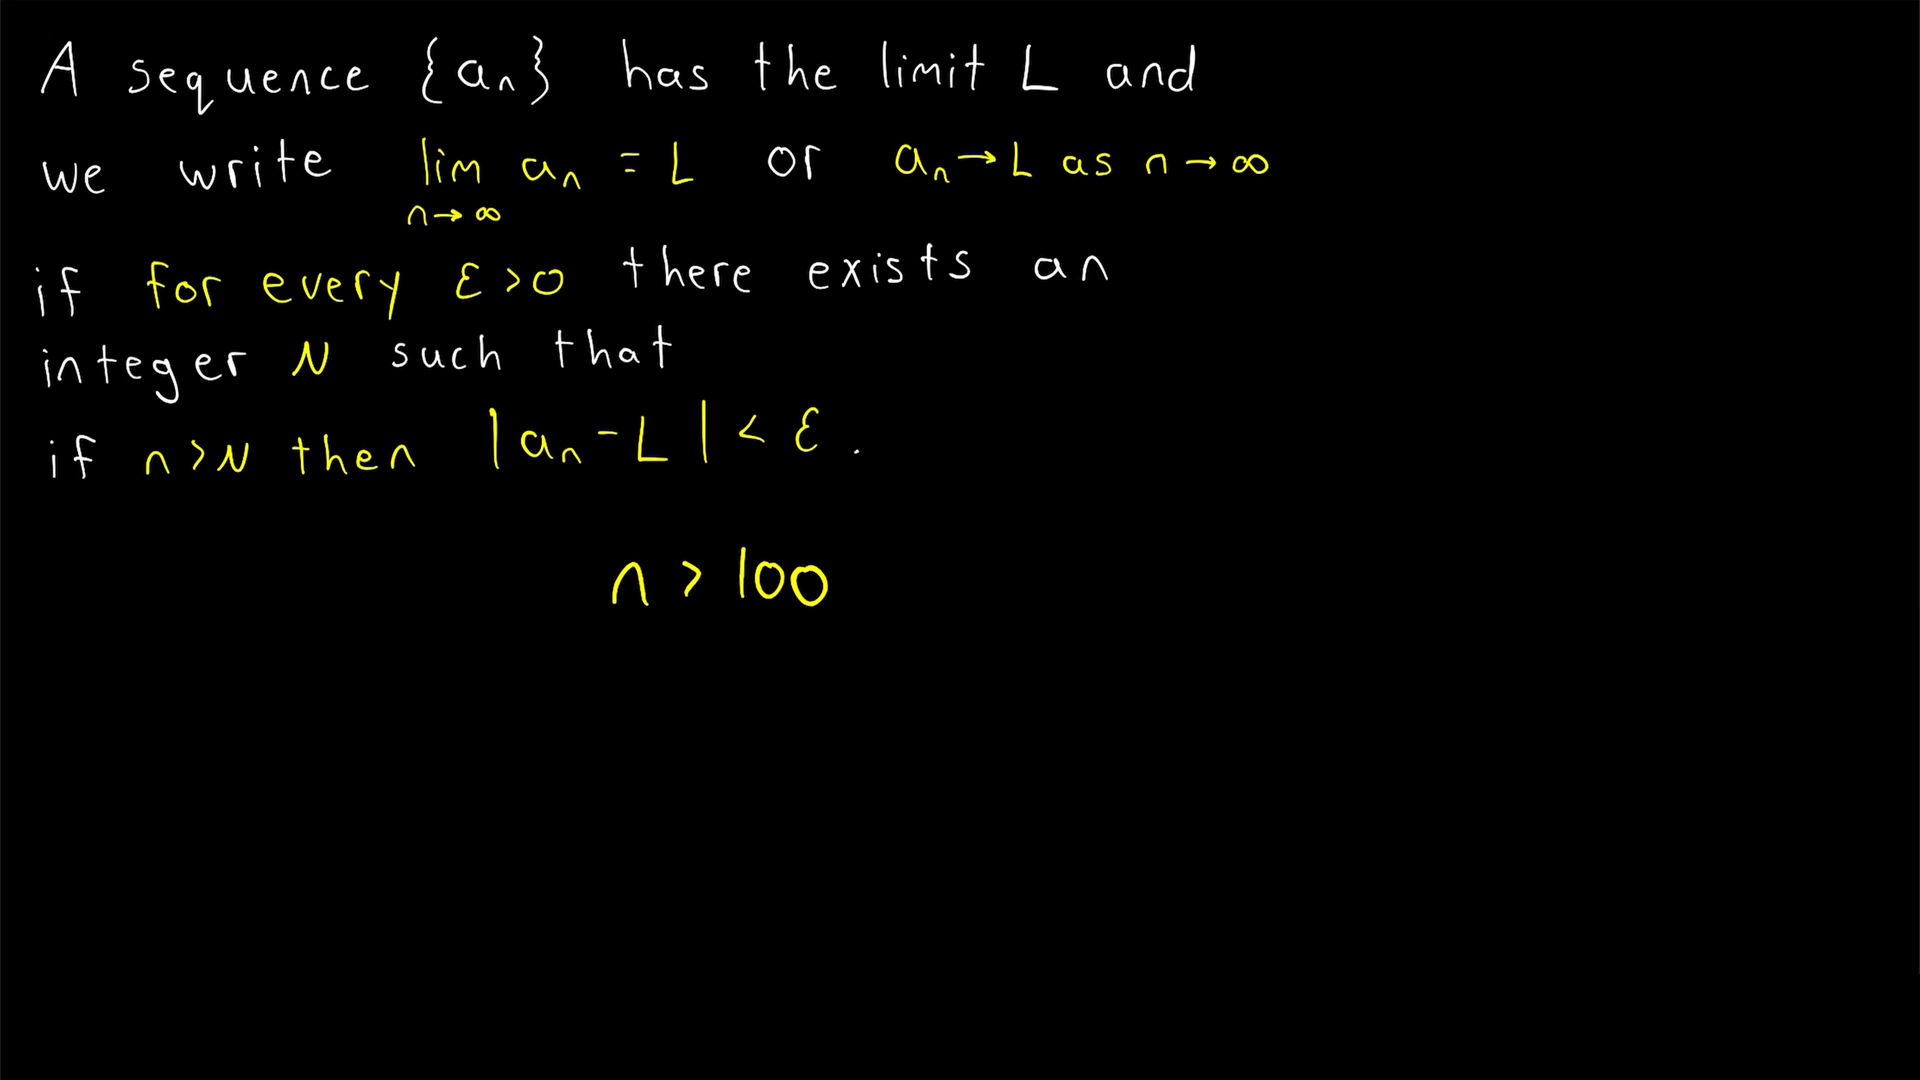 A sequence {aₙ} has the limit L and
we write lim aₙ = L or aₙ → L as n → ∞
n → ∞
if for every ε > 0 there exists an
integer N such that
if n > N then |aₙ - L| < ε.
n > 100